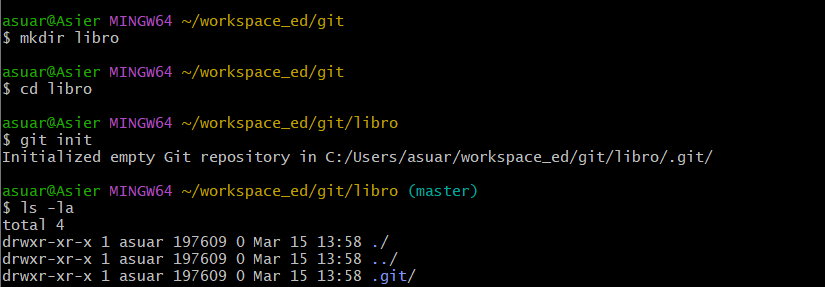 asuar@Asier MINGW64 ~/workspace_ed/git
$ mkdir libro
asuar@Asier MINGW64 ~/workspace_ed/git
$ cd libro
asuar@Asier MINGW64 ~/workspace_ed/git/libro
$ git init
Initialized empty Git repository in C:/Users/asuar/workspace_ed/git/libro/.git/
asuar@Asier MINGW64 ~/workspace_ed/git/libro (master)
$ ls -la
total 4
drwxr-xr-x 1 asuar 197609 0 Mar 15 13:58 ./
drwxr-xr-x 1 asuar 197609 0 Mar 15 13:58 ../
drwxr-xr-x 1 asuar 197609 0 Mar 15 13:58 .git/